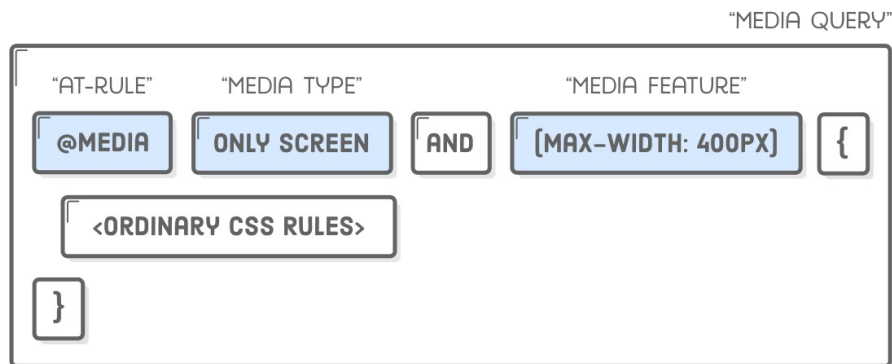 “MEDIA QUERY”
“AT-RULE” “MEDIA TYPE” “MEDIA FEATURE”
@MEDIA ONLY SCREEN AND (MAX-WIDTH: 400PX) {
<ORDINARY CSS RULES>
}